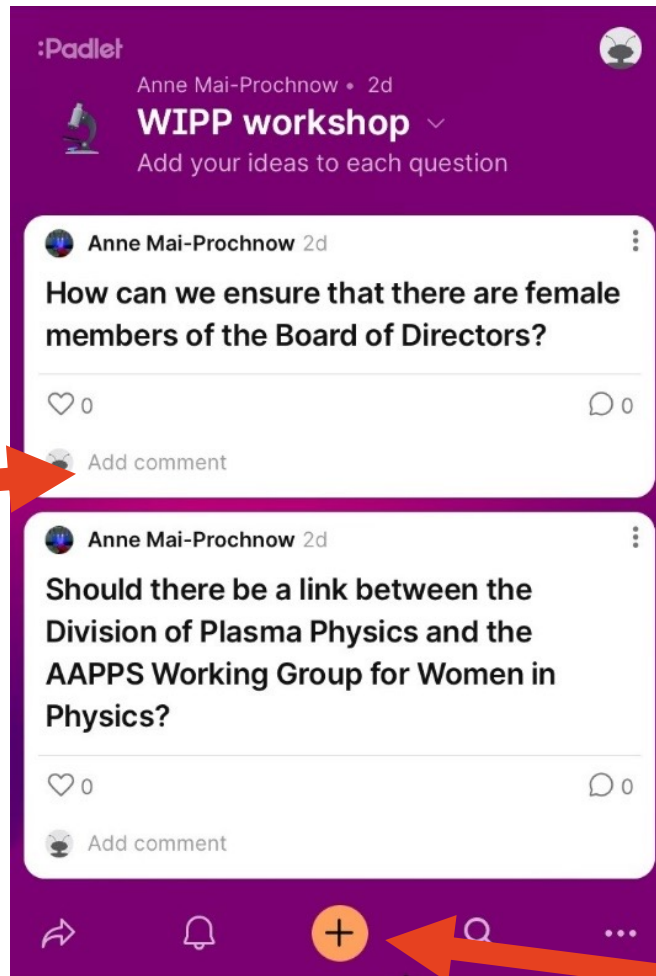 :Padlet
Anne Mai-Prochnow • 2d
WIPP workshop
Add your ideas to each question
Anne Mai-Prochnow 2d
How can we ensure that there are female
members of the Board of Directors?
0 0
Add comment
Anne Mai-Prochnow 2d
Should there be a link between the
Division of Plasma Physics and the
AAPPS Working Group for Women in
Physics?
0 0
Add comment